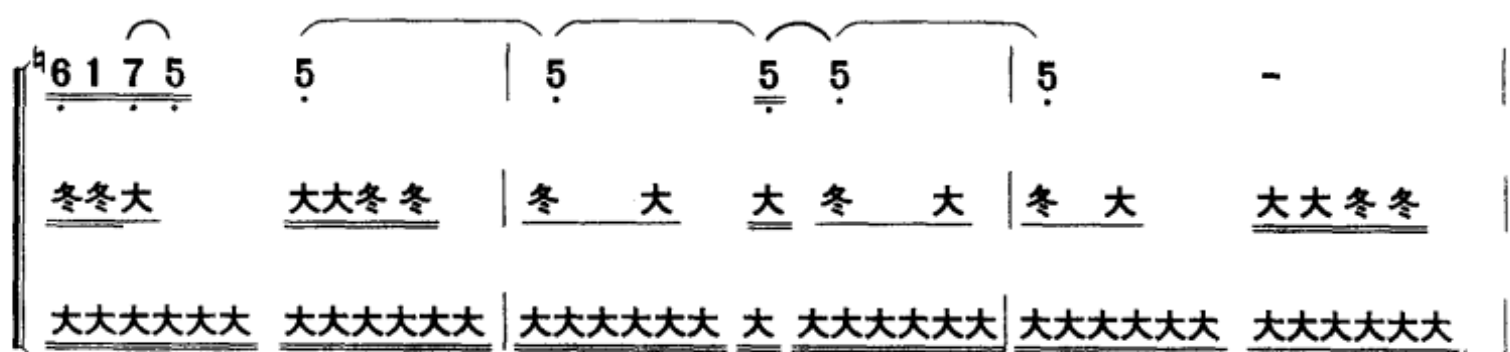 ♮6 1 7 5 5 | 5 5 5 | 5 - |
冬冬大 大大冬冬 | 冬 大 大 冬 大 | 冬 大 大大冬冬 |
大大大大大大 大大大大大大 | 大大大大大大 大 大大大大大大 | 大大大大大大 大大大大大大 |